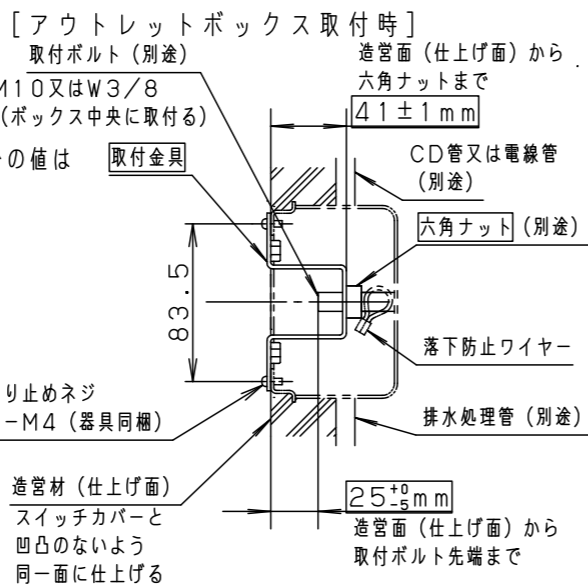 [アウトレットボックス取付時]
取付ボルト(別途)
M10又はW3/8
(ボックス中央に取付る)
の値は
取付金具
造営面(仕上げ面)から
六角ナットまで
41±1mm
CD管又は電線管
(別途)
六角ナット(別途)
83.5
落下防止ワイヤー
り止めネジ
-M4(器具同梱)
排水処理管(別途)
造営材(仕上げ面)
スイッチカバーと
凹凸のないよう
同一面に仕上げる
25+0-5mm
造営面(仕上げ面)から
取付ボルト先端まで